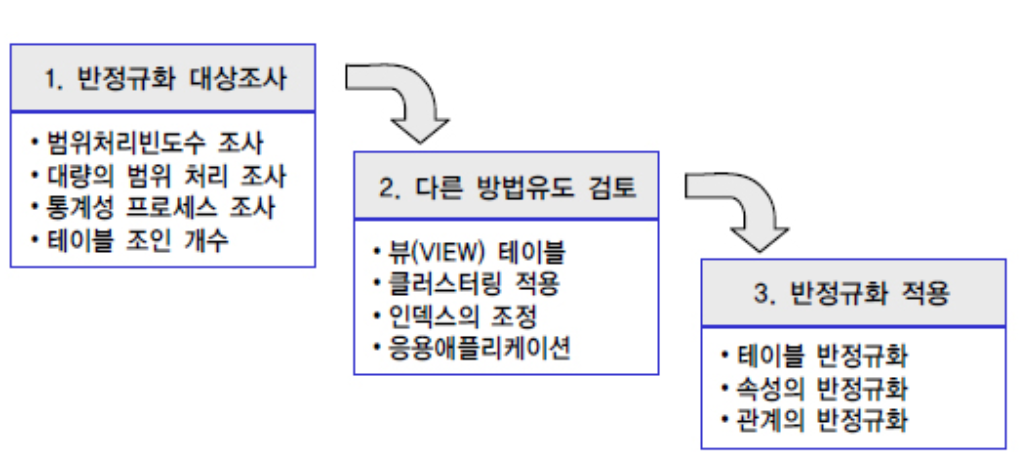 1. 반정규화 대상조사
• 범위처리빈도수 조사
• 대량의 범위 처리 조사
• 통계성 프로세스 조사
• 테이블 조인 개수
2. 다른 방법유도 검토
• 뷰(VIEW) 테이블
• 클러스터링 적용
• 인덱스의 조정
• 응용애플리케이션
3. 반정규화 적용
• 테이블 반정규화
• 속성의 반정규화
• 관계의 반정규화